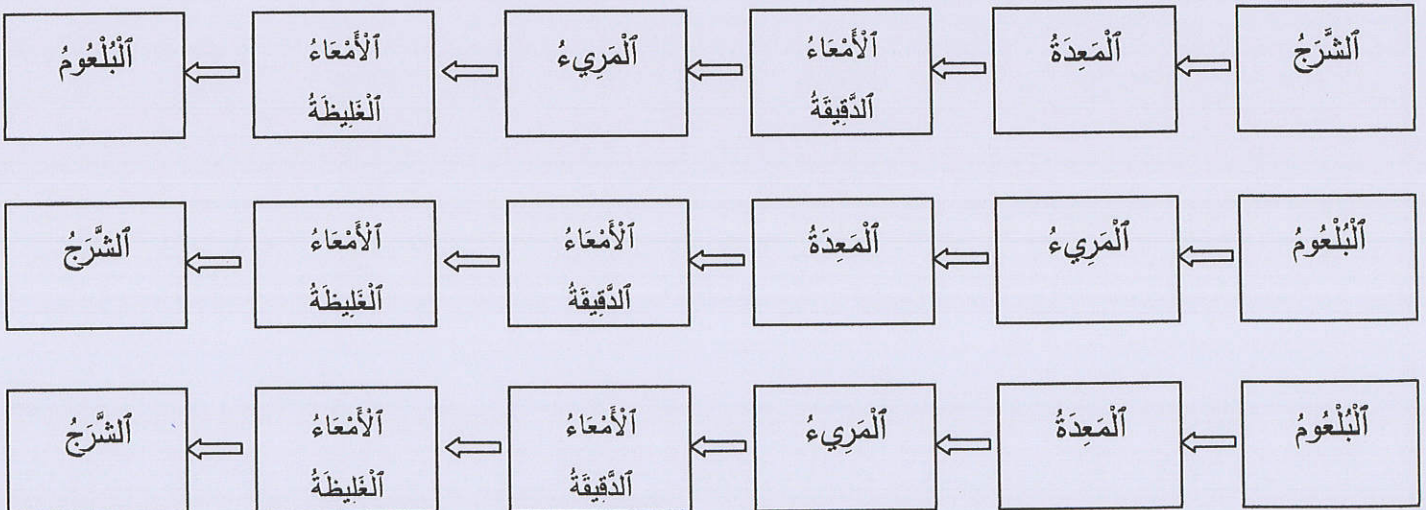 ٱلشَّرَجُ ⇐ ٱلْمَعِدَةُ ⇐ ٱلْأَمْعَاءُ ٱلدَّقِيقَةُ ⇐ ٱلْمَرِيءُ ⇐ ٱلْأَمْعَاءُ ٱلْغَلِيظَةُ ⇐ ٱلْبُلْعُومُ
ٱلْبُلْعُومُ ⇐ ٱلْمَرِيءُ ⇐ ٱلْمَعِدَةُ ⇐ ٱلْأَمْعَاءُ ٱلدَّقِيقَةُ ⇐ ٱلْأَمْعَاءُ ٱلْغَلِيظَةُ ⇐ ٱلشَّرَجُ
ٱلْبُلْعُومُ ⇐ ٱلْمَعِدَةُ ⇐ ٱلْمَرِيءُ ⇐ ٱلْأَمْعَاءُ ٱلدَّقِيقَةُ ⇐ ٱلْأَمْعَاءُ ٱلْغَلِيظَةُ ⇐ ٱلشَّرَجُ